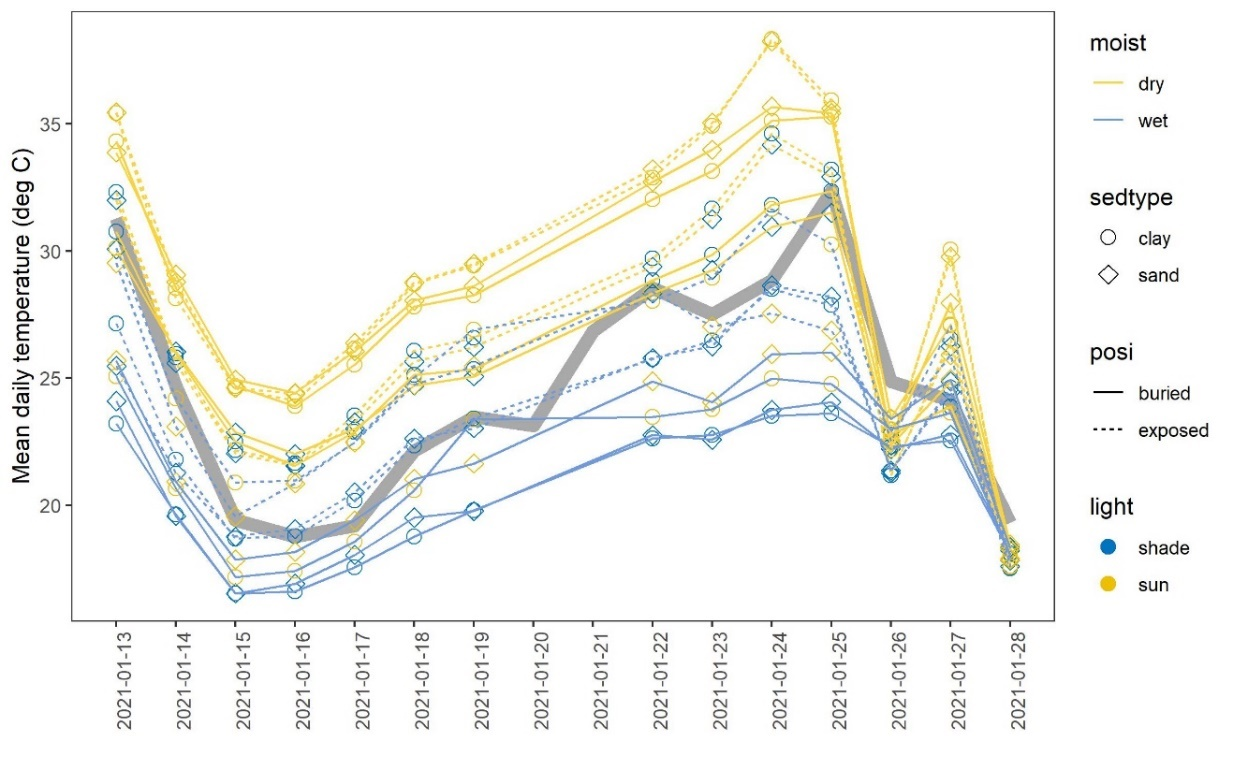 Mean daily temperature (deg C)
35
30
25
20
2021-01-13
2021-01-14
2021-01-15
2021-01-16
2021-01-17
2021-01-18
2021-01-19
2021-01-20
2021-01-21
2021-01-22
2021-01-23
2021-01-24
2021-01-25
2021-01-26
2021-01-27
2021-01-28
moist
dry
wet
sedtype
clay
sand
posi
buried
exposed
light
shade
sun